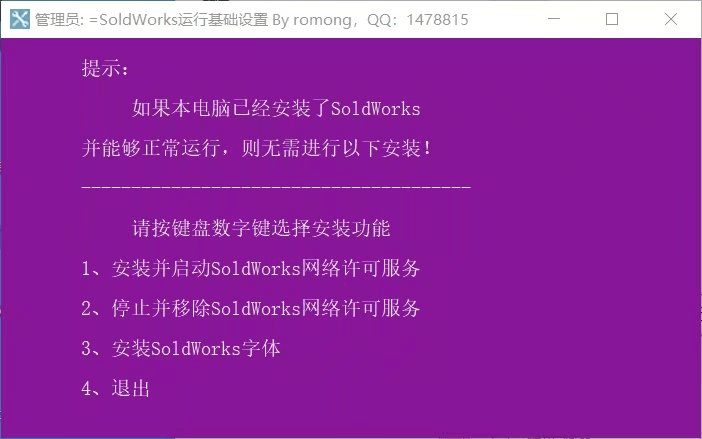 管理员: =SoldWorks运行基础设置 By romong，QQ：1478815
提示：
如果本电脑已经安装了SoldWorks
并能够正常运行，则无需进行以下安装！
---------------------------------------
请按键盘数字键选择安装功能
1、安装并启动SoldWorks网络许可服务
2、停止并移除SoldWorks网络许可服务
3、安装SoldWorks字体
4、退出